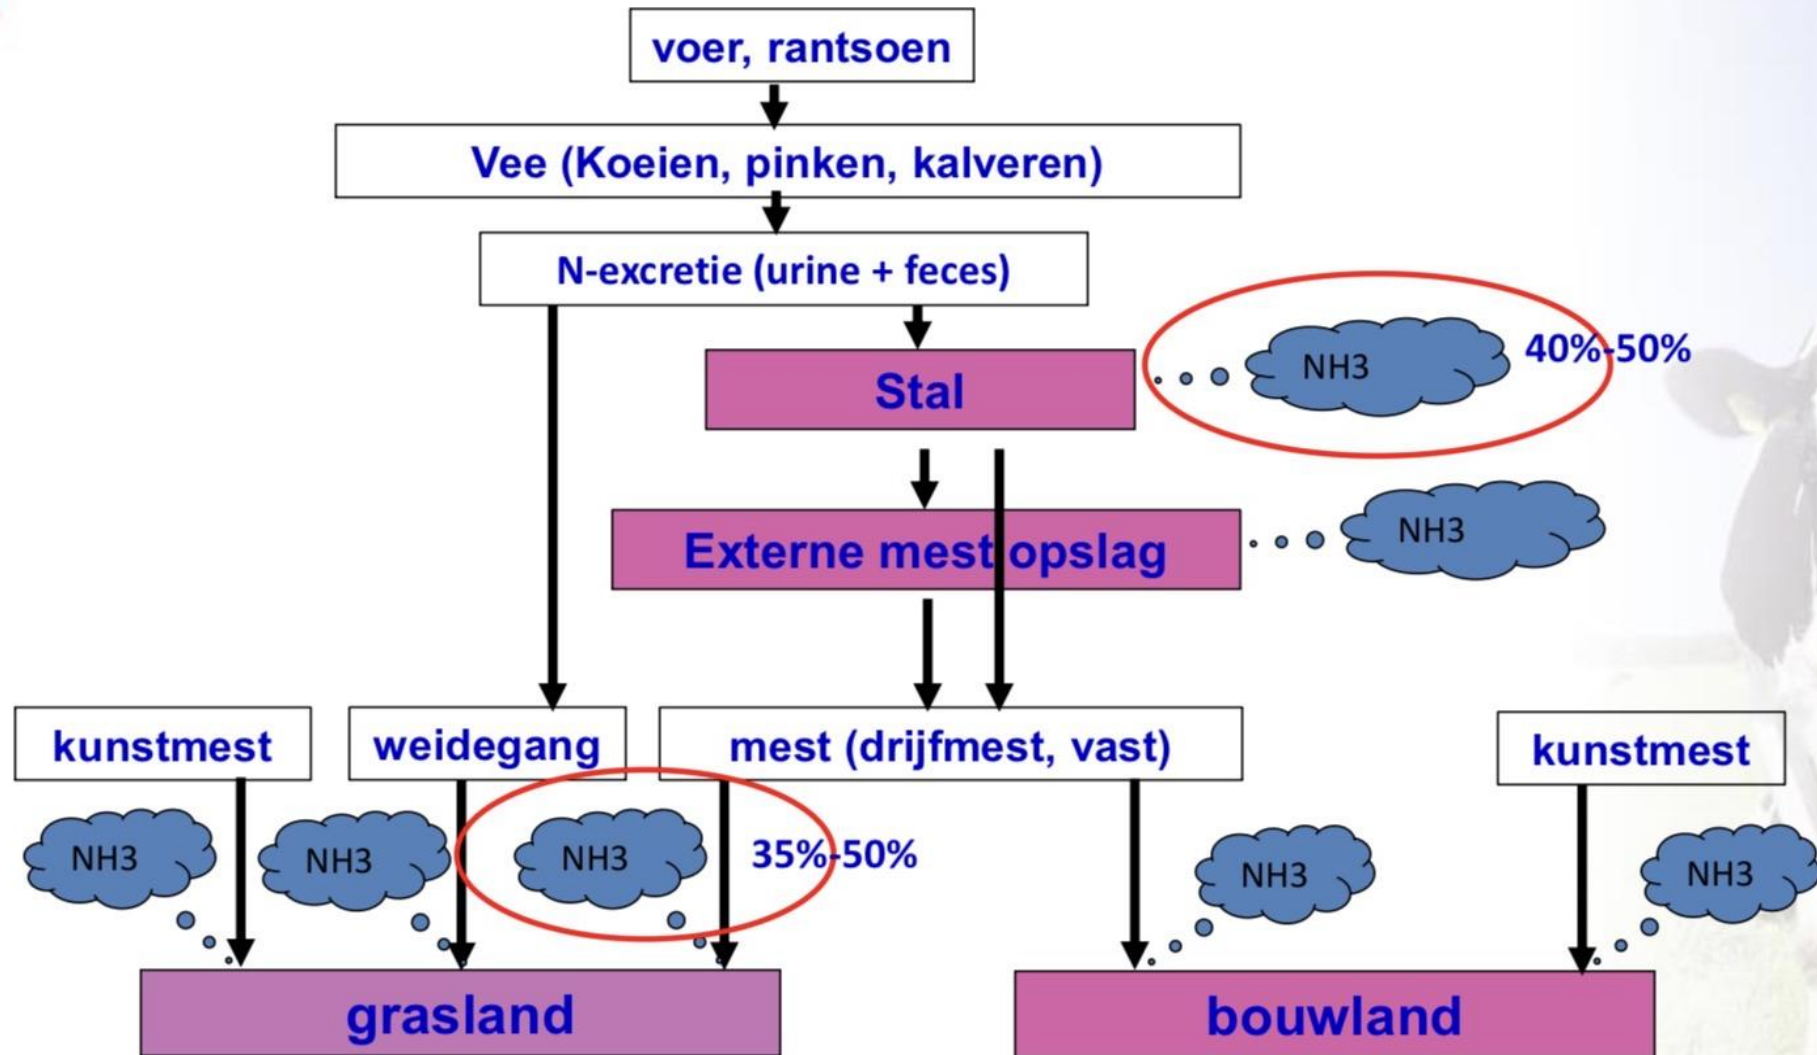 voer, rantsoen
Vee (Koeien, pinken, kalveren)
N-excretie (urine + feces)
NH3
40%-50%
Stal
NH3
Externe mest opslag
kunstmest
weidegang
mest (drijfmest, vast)
kunstmest
NH3
NH3
NH3
35%-50%
NH3
NH3
grasland
bouwland